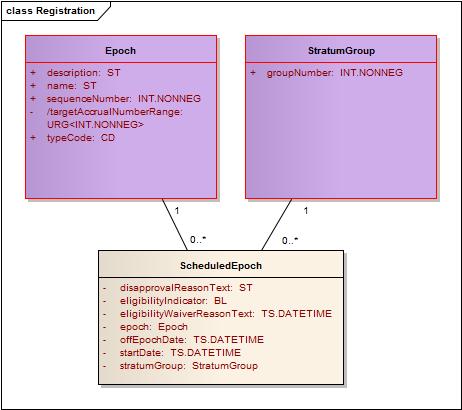 class Registration
Epoch
+ description: ST
+ name: ST
+ sequenceNumber: INT.NONNEG
- /targetAccrualNumberRange:
URG<INT.NONNEG>
+ typeCode: CD
StratumGroup
+ groupNumber: INT.NONNEG
1
1
0..*
0..*
ScheduledEpoch
- disapprovalReasonText: ST
- eligibilityIndicator: BL
- eligibilityWaiverReasonText: TS.DATETIME
- epoch: Epoch
- offEpochDate: TS.DATETIME
- startDate: TS.DATETIME
- stratumGroup: StratumGroup